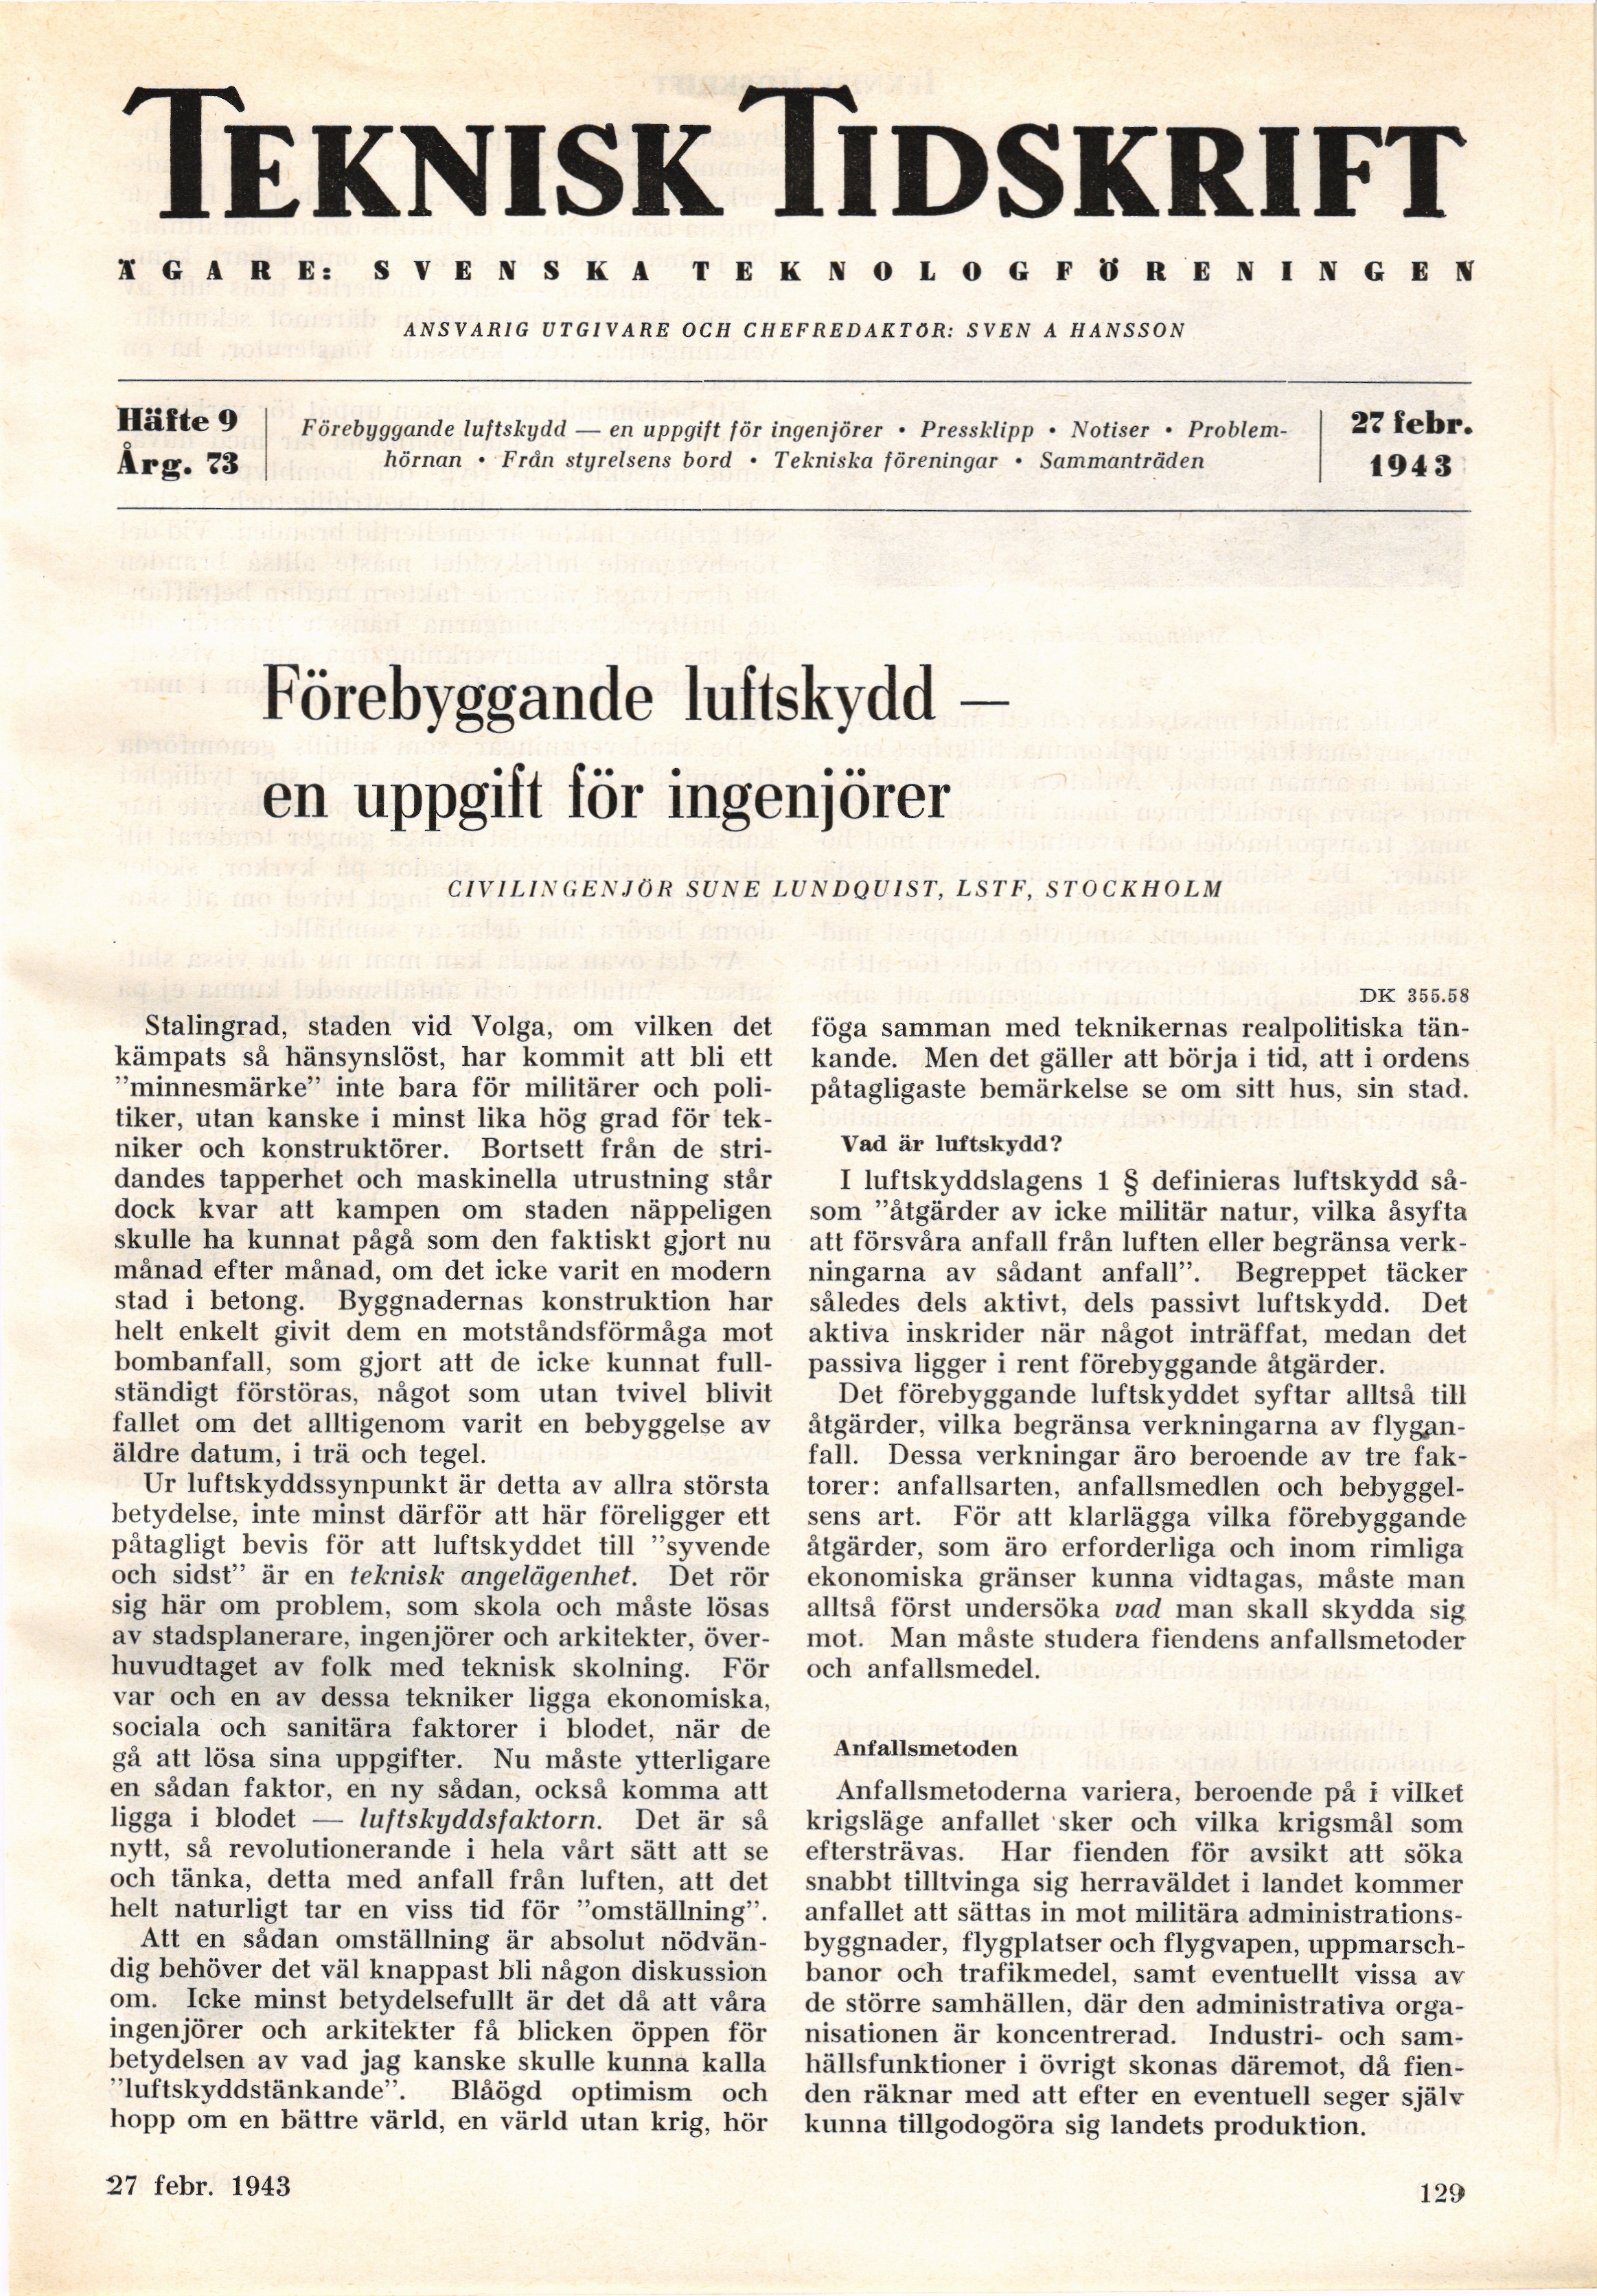 TEKNISK TIDSKRIFT
ÄGARE: SVENSKA TEKNOLOGFÖRENINGEN
ANSVARIG UTGIVARE OCH CHEFREDAKTÖR: SVEN A HANSSON
Häfte 9
Årg. 73
Förebyggande luftskydd — en uppgift för ingenjörer • Pressklipp • Notiser • Problem-
hörnan • Från styrelsens bord • Tekniska föreningar • Sammanträden
27 febr.
1943
Förebyggande luftskydd —
en uppgift för ingenjörer
CIVILINGENJÖR SUNE LUNDQUIST, LSTF, STOCKHOLM
DK 355.58
Stalingrad, staden vid Volga, om vilken det
kämpats så hänsynslöst, har kommit att bli ett
”minnesmärke” inte bara för militärer och poli-
tiker, utan kanske i minst lika hög grad för tek-
niker och konstruktörer. Bortsett från de stri-
dandes tapperhet och maskinella utrustning står
dock kvar att kampen om staden näppeligen
skulle ha kunnat pågå som den faktiskt gjort nu
månad efter månad, om det icke varit en modern
stad i betong. Byggnadernas konstruktion har
helt enkelt givit dem en motståndsförmåga mot
bombanfall, som gjort att de icke kunnat full-
ständigt förstöras, något som utan tvivel blivit
fallet om det alltigenom varit en bebyggelse av
äldre datum, i trä och tegel.
Ur luftskyddssynpunkt är detta av allra största
betydelse, inte minst därför att här föreligger ett
påtagligt bevis för att luftskyddet till ”syvende
och sidst” är en teknisk angelägenhet. Det rör
sig här om problem, som skola och måste lösas
av stadsplanerare, ingenjörer och arkitekter, över-
huvudtaget av folk med teknisk skolning. För
var och en av dessa tekniker ligga ekonomiska,
sociala och sanitära faktorer i blodet, när de
gå att lösa sina uppgifter. Nu måste ytterligare
en sådan faktor, en ny sådan, också komma att
ligga i blodet — luftskyddsfaktorn. Det är så
nytt, så revolutionerande i hela vårt sätt att se
och tänka, detta med anfall från luften, att det
helt naturligt tar en viss tid för ”omställning”.
Att en sådan omställning är absolut nödvän-
dig behöver det väl knappast bli någon diskussion
om. Icke minst betydelsefullt är det då att våra
ingenjörer och arkitekter få blicken öppen för
betydelsen av vad jag kanske skulle kunna kalla
”luftskyddstänkande”. Blåögd optimism och
hopp om en bättre värld, en värld utan krig, hör
föga samman med teknikernas realpolitiska tän-
kande. Men det gäller att börja i tid, att i ordens
påtagligaste bemärkelse se om sitt hus, sin stad.
Vad är luftskydd?
I luftskyddslagens 1 § definieras luftskydd så-
som ”åtgärder av icke militär natur, vilka åsyfta
att försvåra anfall från luften eller begränsa verk-
ningarna av sådant anfall”. Begreppet täcker
således dels aktivt, dels passivt luftskydd. Det
aktiva inskrider när något inträffat, medan det
passiva ligger i rent förebyggande åtgärder.
Det förebyggande luftskyddet syftar alltså till
åtgärder, vilka begränsa verkningarna av flygan-
fall. Dessa verkningar äro beroende av tre fak-
torer: anfallsarten, anfallsmedlen och bebyggel-
sens art. För att klarlägga vilka förebyggande
åtgärder, som äro erforderliga och inom rimliga
ekonomiska gränser kunna vidtagas, måste man
alltså först undersöka vad man skall skydda sig
mot. Man måste studera fiendens anfallsmetoder
och anfallsmedel.
Anfallsmetoden
Anfallsmetoderna variera, beroende på i vilket
krigsläge anfallet sker och vilka krigsmål som
eftersträvas. Har fienden för avsikt att söka
snabbt tilltvinga sig herraväldet i landet kommer
anfallet att sättas in mot militära administrations-
byggnader, flygplatser och flygvapen, uppmarsch-
banor och trafikmedel, samt eventuellt vissa av
de större samhällen, där den administrativa orga-
nisationen är koncentrerad. Industri- och sam-
hällsfunktioner i övrigt skonas däremot, då fien-
den räknar med att efter en eventuell seger själv
kunna tillgodogöra sig landets produktion.
27 febr. 1943
129